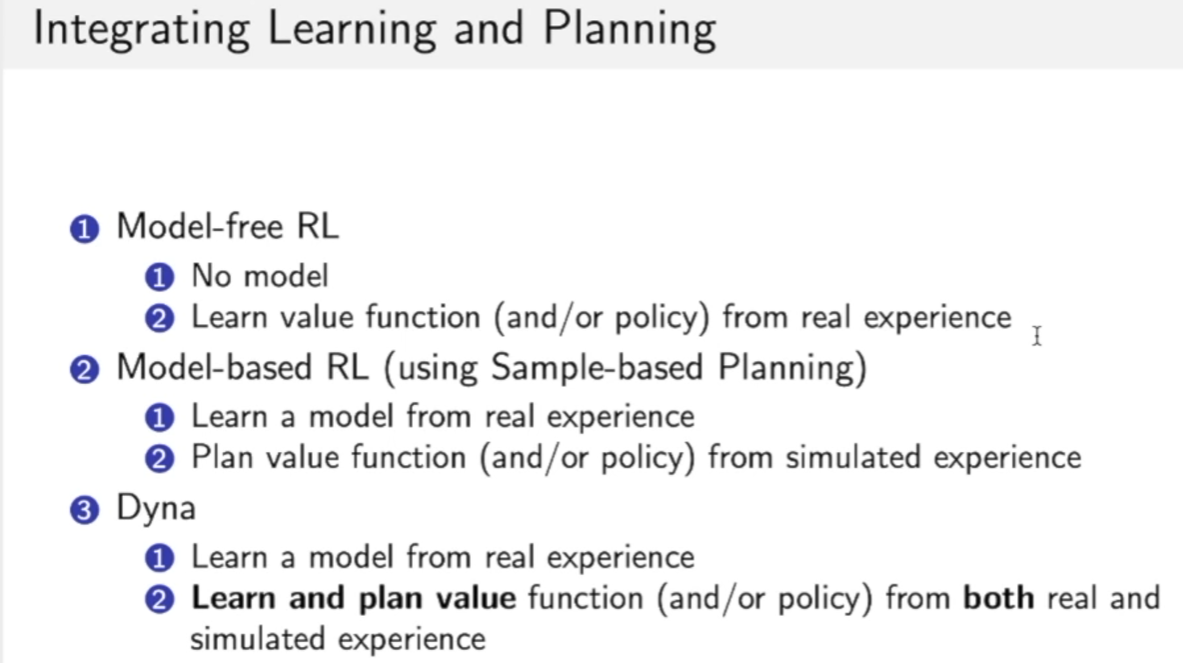 Integrating Learning and Planning
1 Model-free RL
1 No model
2 Learn value function (and/or policy) from real experience
2 Model-based RL (using Sample-based Planning)
1 Learn a model from real experience
2 Plan value function (and/or policy) from simulated experience
3 Dyna
1 Learn a model from real experience
2 Learn and plan value function (and/or policy) from both real and
simulated experience